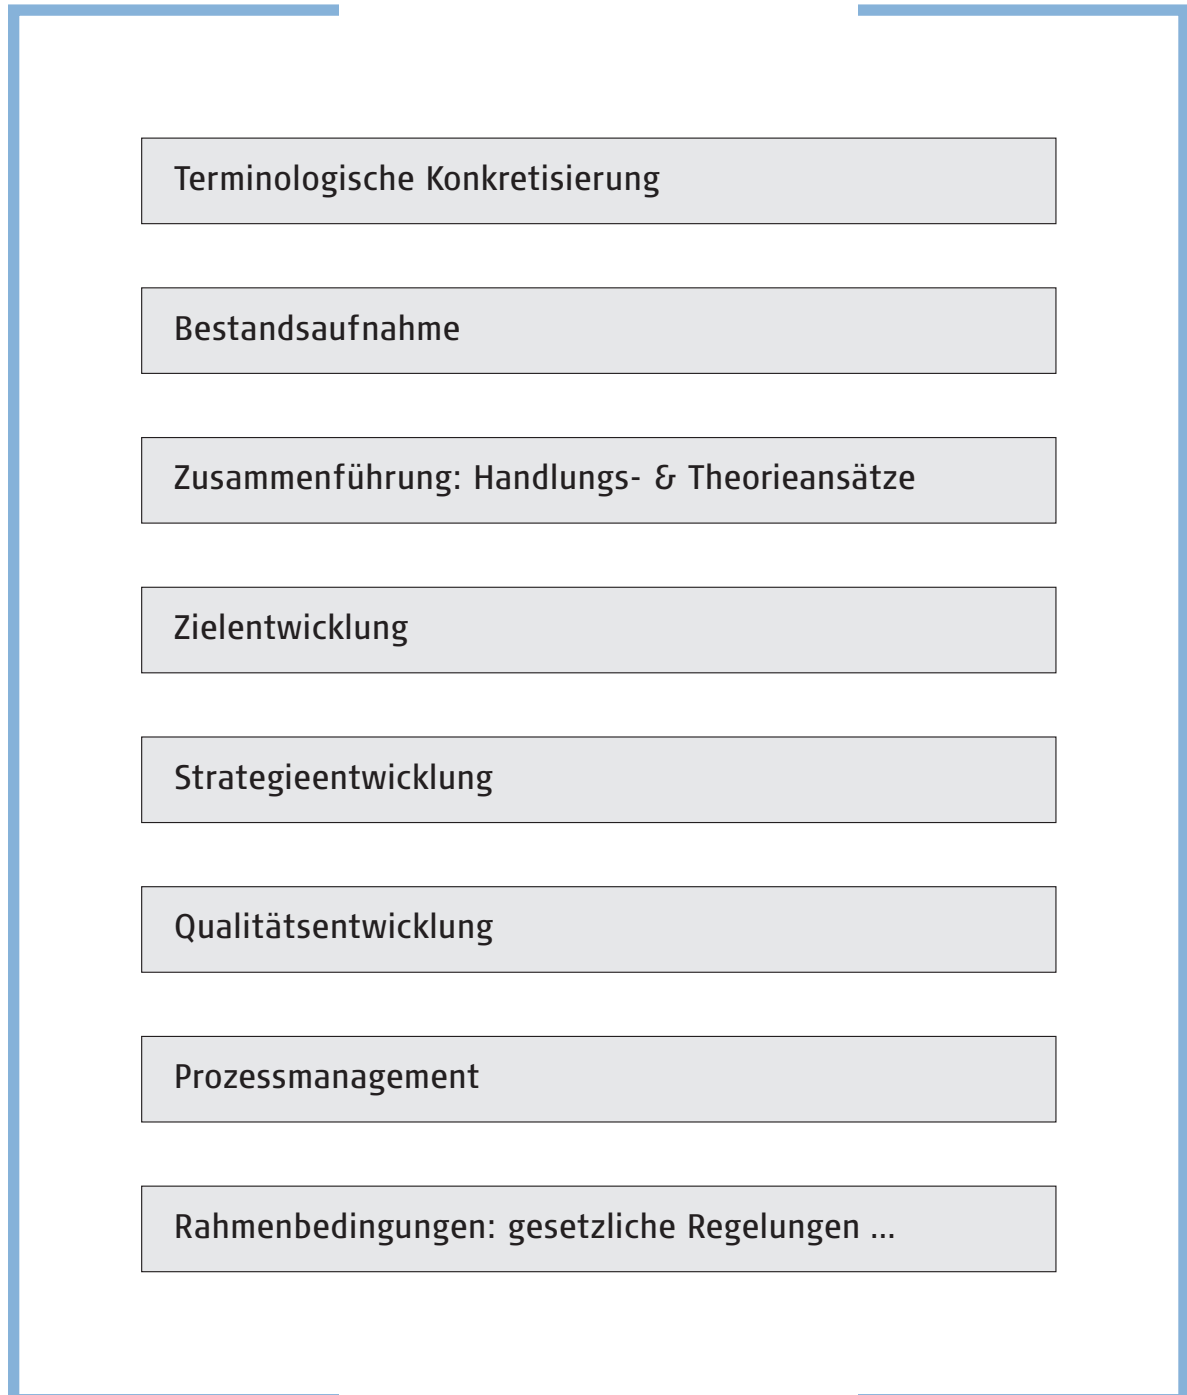 Terminologische Konkretisierung
Bestandsaufnahme
Zusammenführung: Handlungs- & Theorieansätze
Zielentwicklung
Strategieentwicklung
Qualitätsentwicklung
Prozessmanagement
Rahmenbedingungen: gesetzliche Regelungen ...